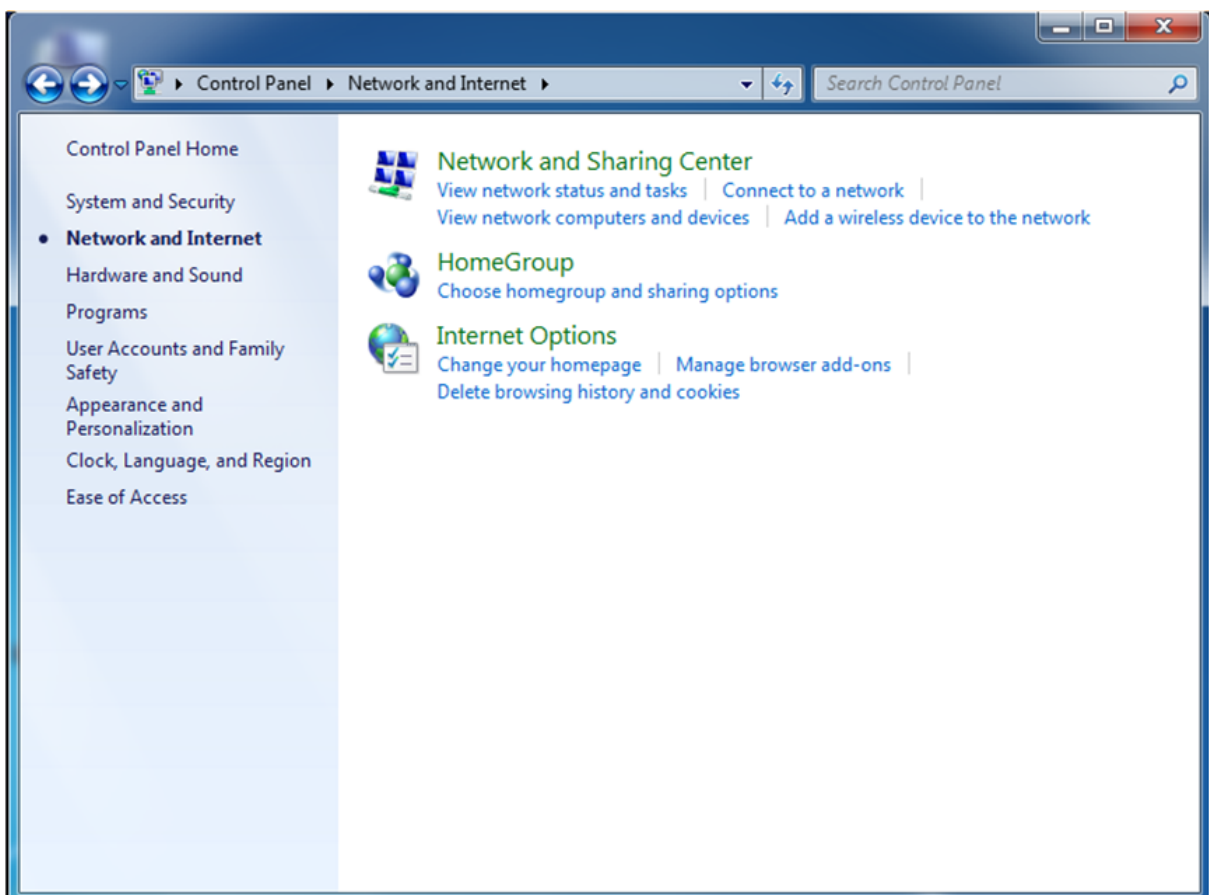 Control Panel Network and Internet
Search Control Panel
Control Panel Home
System and Security
Network and Internet
Hardware and Sound
Programs
User Accounts and Family
Safety
Appearance and
Personalization
Clock, Language, and Region
Ease of Access
Network and Sharing Center
View network status and tasks Connect to a network
View network computers and devices Add a wireless device to the network
HomeGroup
Choose homegroup and sharing options
Internet Options
Change your homepage Manage browser add-ons
Delete browsing history and cookies